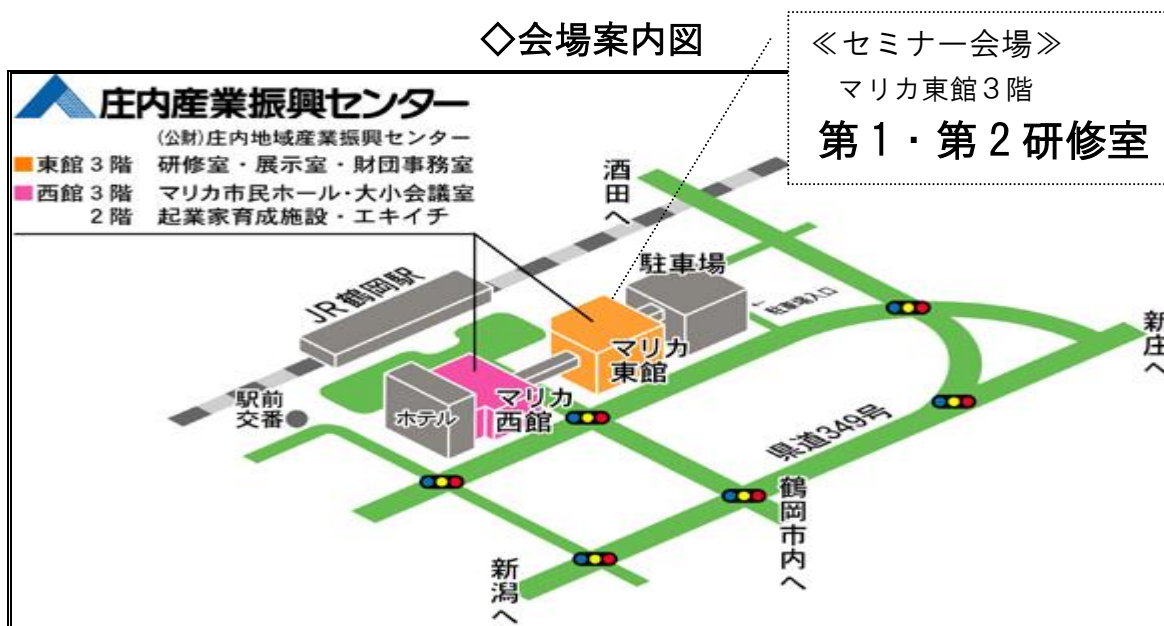 ◇会場案内図
≪セミナー会場≫
マリカ東館３階
第１・第２研修室
庄内産業振興センター
(公財)庄内地域産業振興センター
■東館３階 研修室・展示室・財団事務室
■西館３階 マリカ市民ホール・大小会議室
２階 起業家育成施設・エキイチ
酒田へ
駐車場
←駐車場入口
JR鶴岡駅
新庄へ
マリカ
東館
駅前
交番
ホテル
マリカ
西館
県道349号
鶴岡市内へ
新潟へ